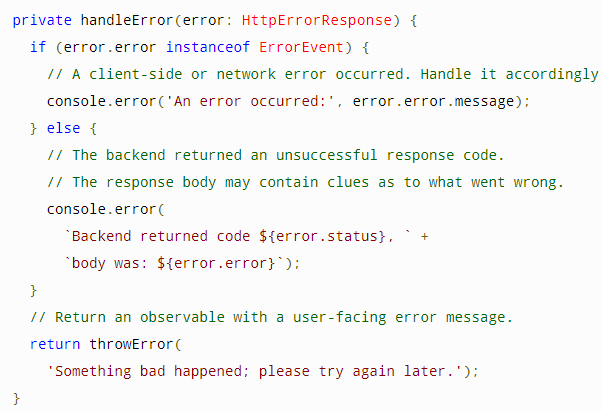 private handleError(error: HttpErrorResponse) {
  if (error.error instanceof ErrorEvent) {
    // A client-side or network error occurred. Handle it accordingly
    console.error('An error occurred:', error.error.message);
  } else {
    // The backend returned an unsuccessful response code.
    // The response body may contain clues as to what went wrong.
    console.error(
      `Backend returned code ${error.status}, ` +
      `body was: ${error.error}`);
  }
  // Return an observable with a user-facing error message.
  return throwError(
    'Something bad happened; please try again later.');
}